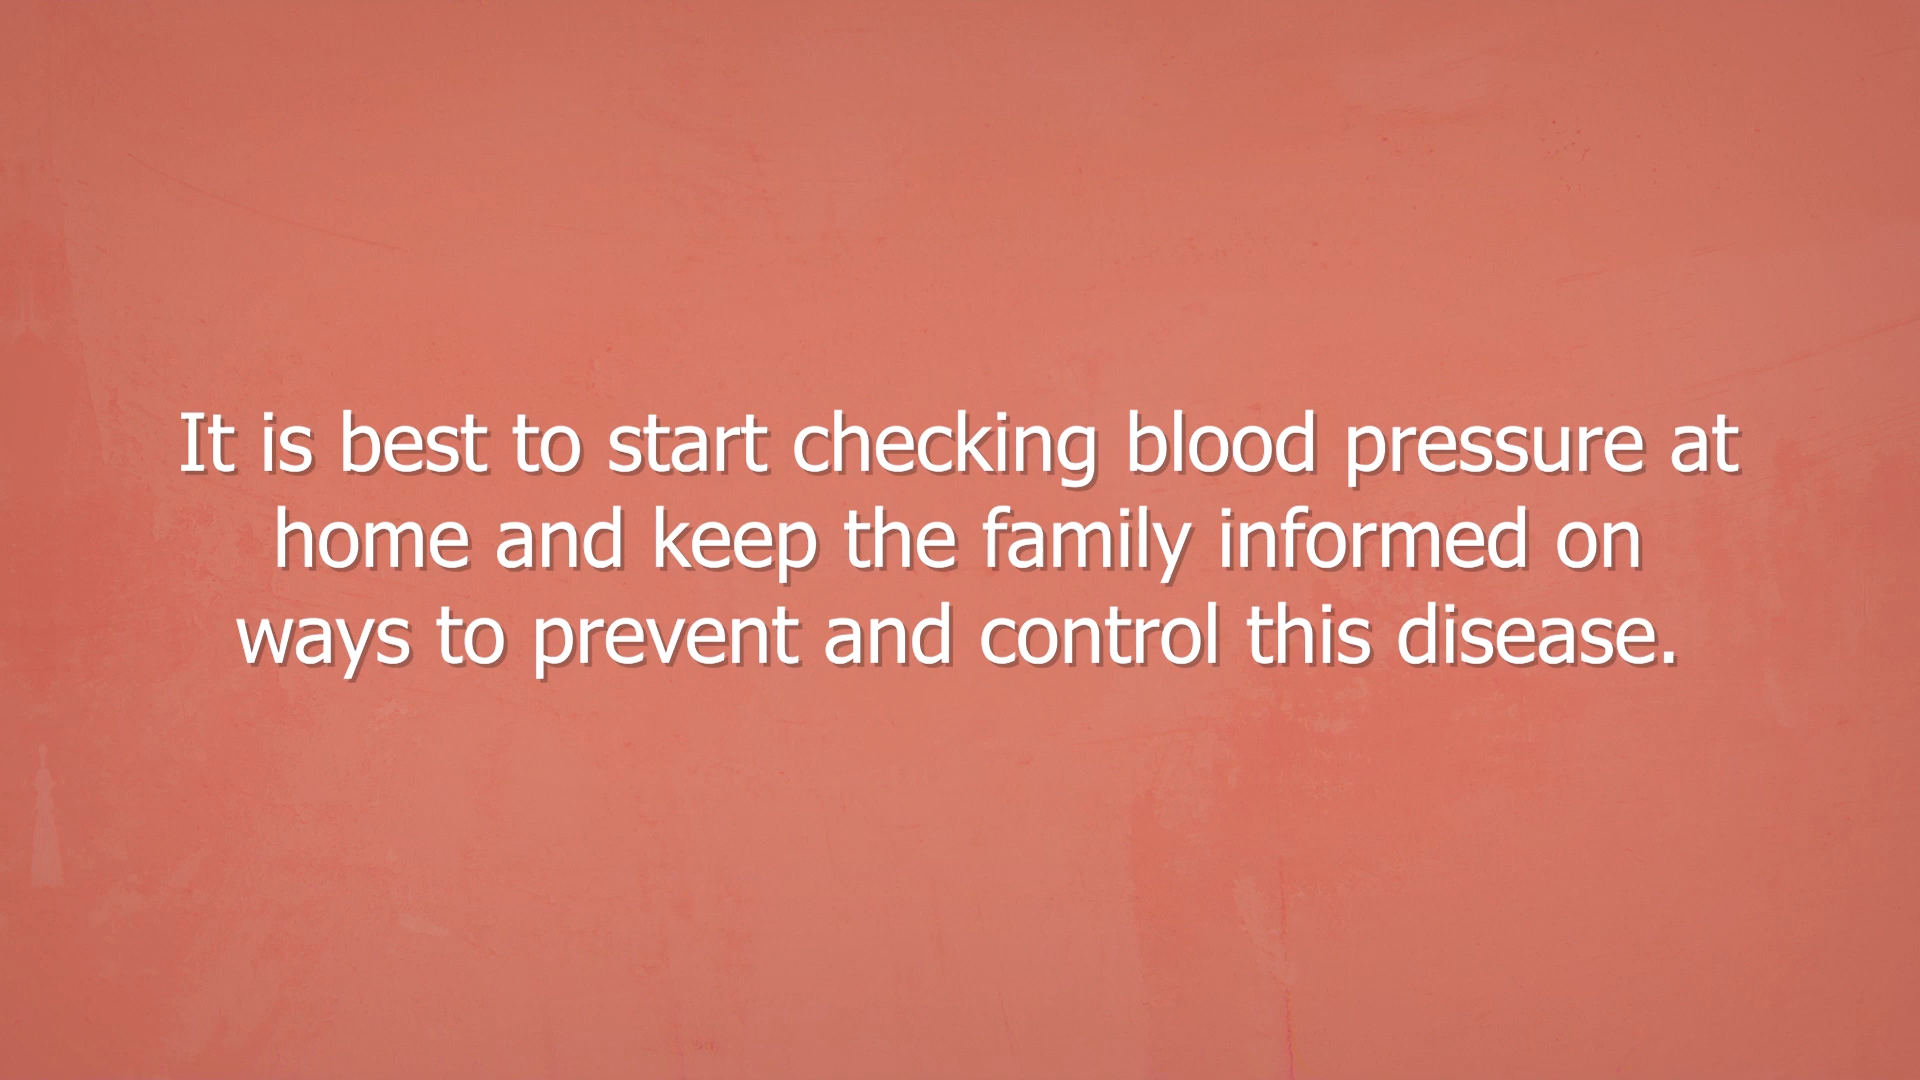 It is best to start checking blood pressure at
home and keep the family informed on
ways to prevent and control this disease.